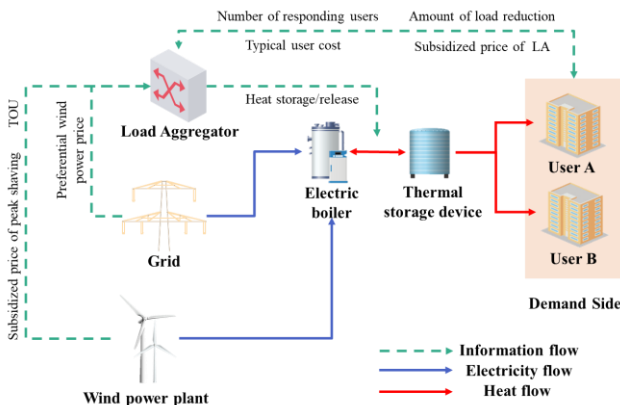 Number of responding users
Amount of load reduction
Typical user cost
Subsidized price of LA
TOU
Subsidized price of peak shaving
Preferential wind
power price
Heat storage/release
Load Aggregator
User A
Electric
boiler
Thermal
storage device
Grid
User B
Demand Side
Wind power plant
Information flow
Electricity flow
Heat flow